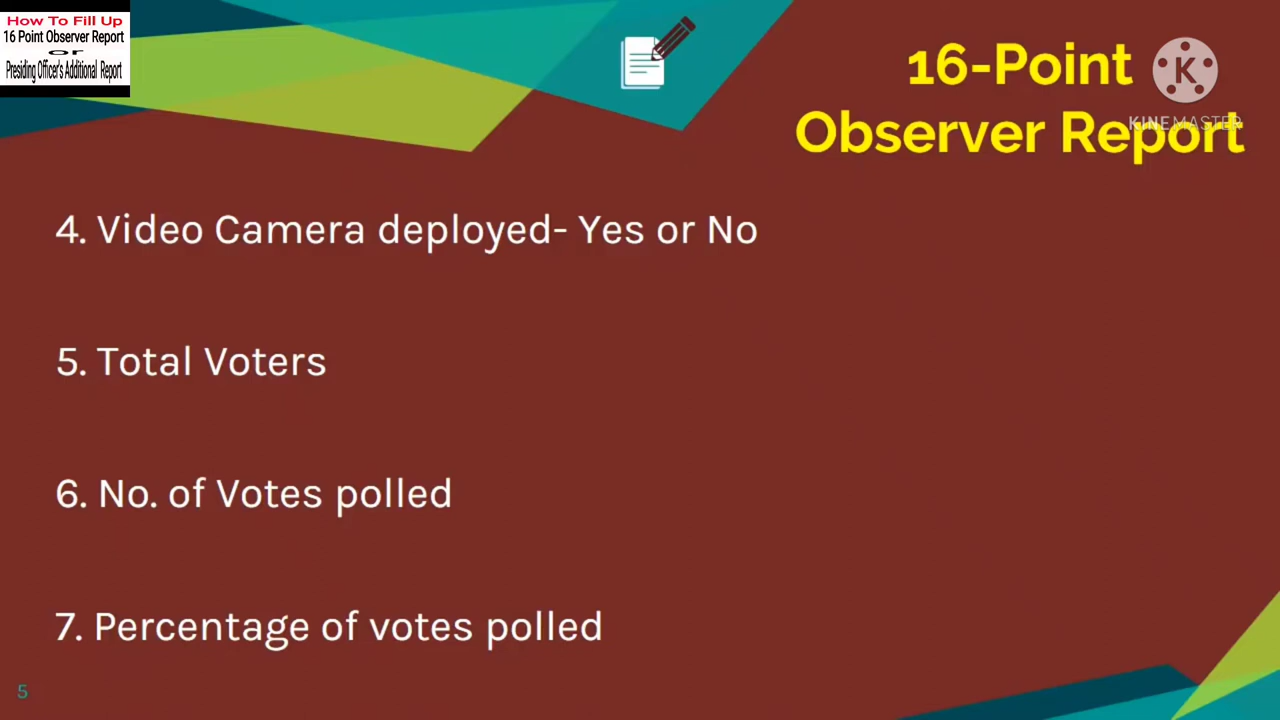 How To Fill Up
16 Point Observer Report
or
Presiding Officer's Additional Report
16-Point
Observer Report
K
KINEMASTER
4. Video Camera deployed- Yes or No
5. Total Voters
6. No. of Votes polled
7. Percentage of votes polled
5